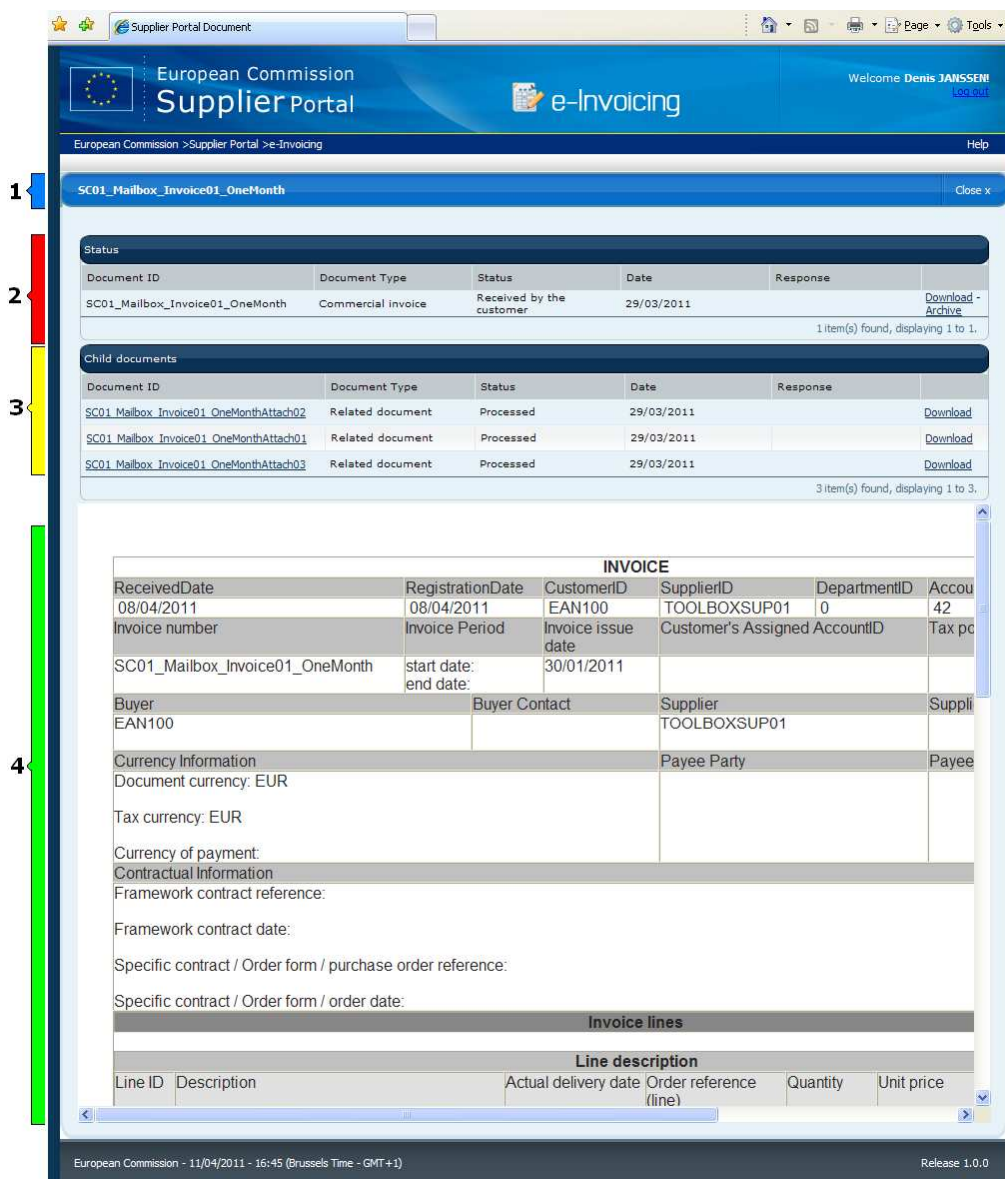 Supplier Portal Document
Page
Tools
European Commission
Supplier Portal
e-Invoicing
Welcome Denis JANSSEN!
Log out
European Commission >Supplier Portal >e-Invoicing
Help
1
SC01_Mailbox_Invoice01_OneMonth
Close x
2
Status
Document ID Document Type Status Date Response
SC01_Mailbox_Invoice01_OneMonth Commercial invoice Received by the customer 29/03/2011 Download - Archive
1 item(s) found, displaying 1 to 1.
3
Child documents
Document ID Document Type Status Date Response
SC01_Mailbox_Invoice01_OneMonthAttach02 Related document Processed 29/03/2011 Download
SC01_Mailbox_Invoice01_OneMonthAttach01 Related document Processed 29/03/2011 Download
SC01_Mailbox_Invoice01_OneMonthAttach03 Related document Processed 29/03/2011 Download
3 item(s) found, displaying 1 to 3.
4
INVOICE
ReceivedDate RegistrationDate CustomerID SupplierID DepartmentID Accou
08/04/2011 08/04/2011 EAN100 TOOLBOXSUP01 0 42
Invoice number Invoice Period Invoice issue date Customer's Assigned AccountID Tax po
SC01_Mailbox_Invoice01_OneMonth start date: 30/01/2011
end date:
Buyer Buyer Contact Supplier Suppli
EAN100 TOOLBOXSUP01
Currency Information Payee Party Payee
Document currency: EUR
Tax currency: EUR
Currency of payment:
Contractual Information
Framework contract reference:
Framework contract date:
Specific contract / Order form / purchase order reference:
Specific contract / Order form / order date:
Invoice lines
Line description
Line ID Description Actual delivery date Order reference (line) Quantity Unit price
European Commission - 11/04/2011 - 16:45 (Brussels Time - GMT+1)
Release 1.0.0